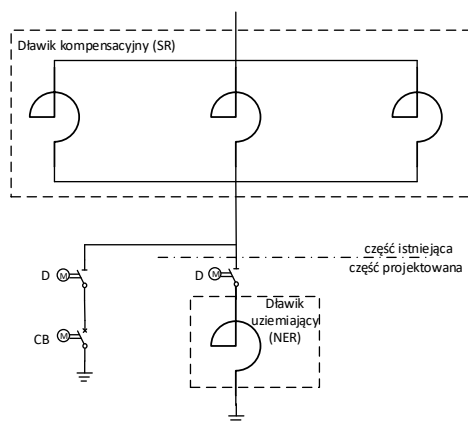 Dławik kompensacyjny (SR)
część istniejąca
część projektowana
D M
D M
Dławik
uziemiający
(NER)
CB M